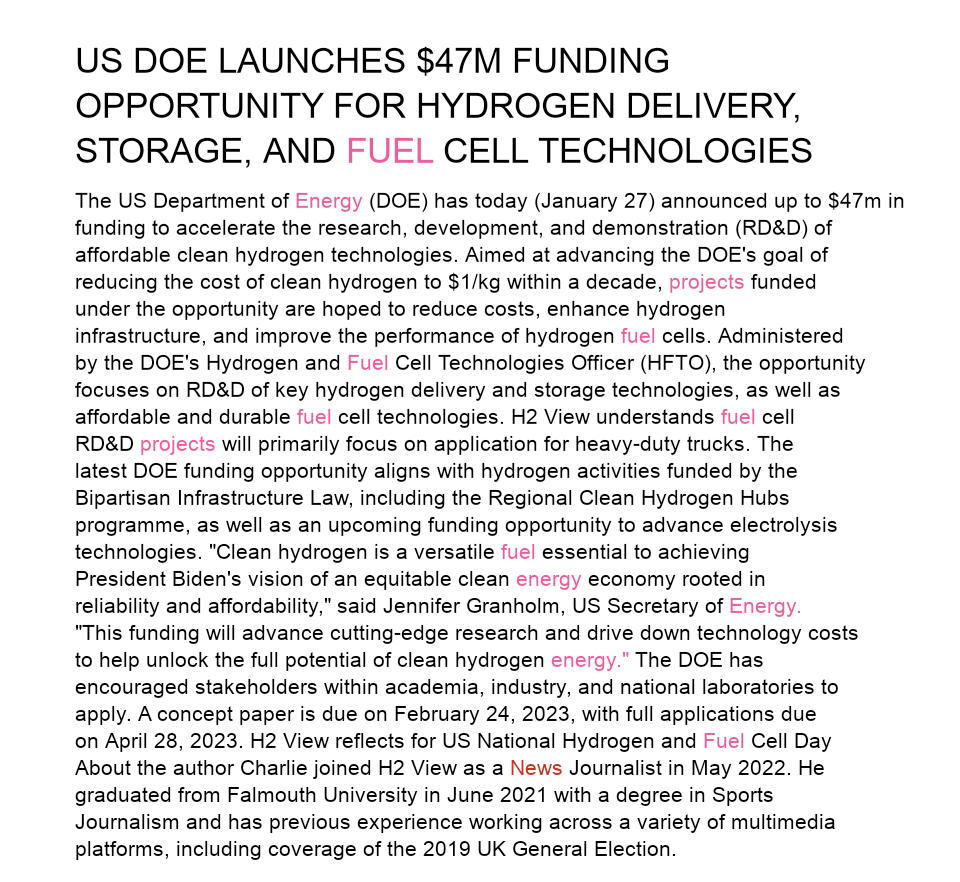 US DOE LAUNCHES $47M FUNDING
OPPORTUNITY FOR HYDROGEN DELIVERY,
STORAGE, AND FUEL CELL TECHNOLOGIES
The US Department of Energy (DOE) has today (January 27) announced up to $47m in
funding to accelerate the research, development, and demonstration (RD&D) of
affordable clean hydrogen technologies. Aimed at advancing the DOE's goal of
reducing the cost of clean hydrogen to $1/kg within a decade, projects funded
under the opportunity are hoped to reduce costs, enhance hydrogen
infrastructure, and improve the performance of hydrogen fuel cells. Administered
by the DOE's Hydrogen and Fuel Cell Technologies Officer (HFTO), the opportunity
focuses on RD&D of key hydrogen delivery and storage technologies, as well as
affordable and durable fuel cell technologies. H2 View understands fuel cell
RD&D projects will primarily focus on application for heavy-duty trucks. The
latest DOE funding opportunity aligns with hydrogen activities funded by the
Bipartisan Infrastructure Law, including the Regional Clean Hydrogen Hubs
programme, as well as an upcoming funding opportunity to advance electrolysis
technologies. "Clean hydrogen is a versatile fuel essential to achieving
President Biden's vision of an equitable clean energy economy rooted in
reliability and affordability," said Jennifer Granholm, US Secretary of Energy.
"This funding will advance cutting-edge research and drive down technology costs
to help unlock the full potential of clean hydrogen energy." The DOE has
encouraged stakeholders within academia, industry, and national laboratories to
apply. A concept paper is due on February 24, 2023, with full applications due
on April 28, 2023. H2 View reflects for US National Hydrogen and Fuel Cell Day
About the author Charlie joined H2 View as a News Journalist in May 2022. He
graduated from Falmouth University in June 2021 with a degree in Sports
Journalism and has previous experience working across a variety of multimedia
platforms, including coverage of the 2019 UK General Election.